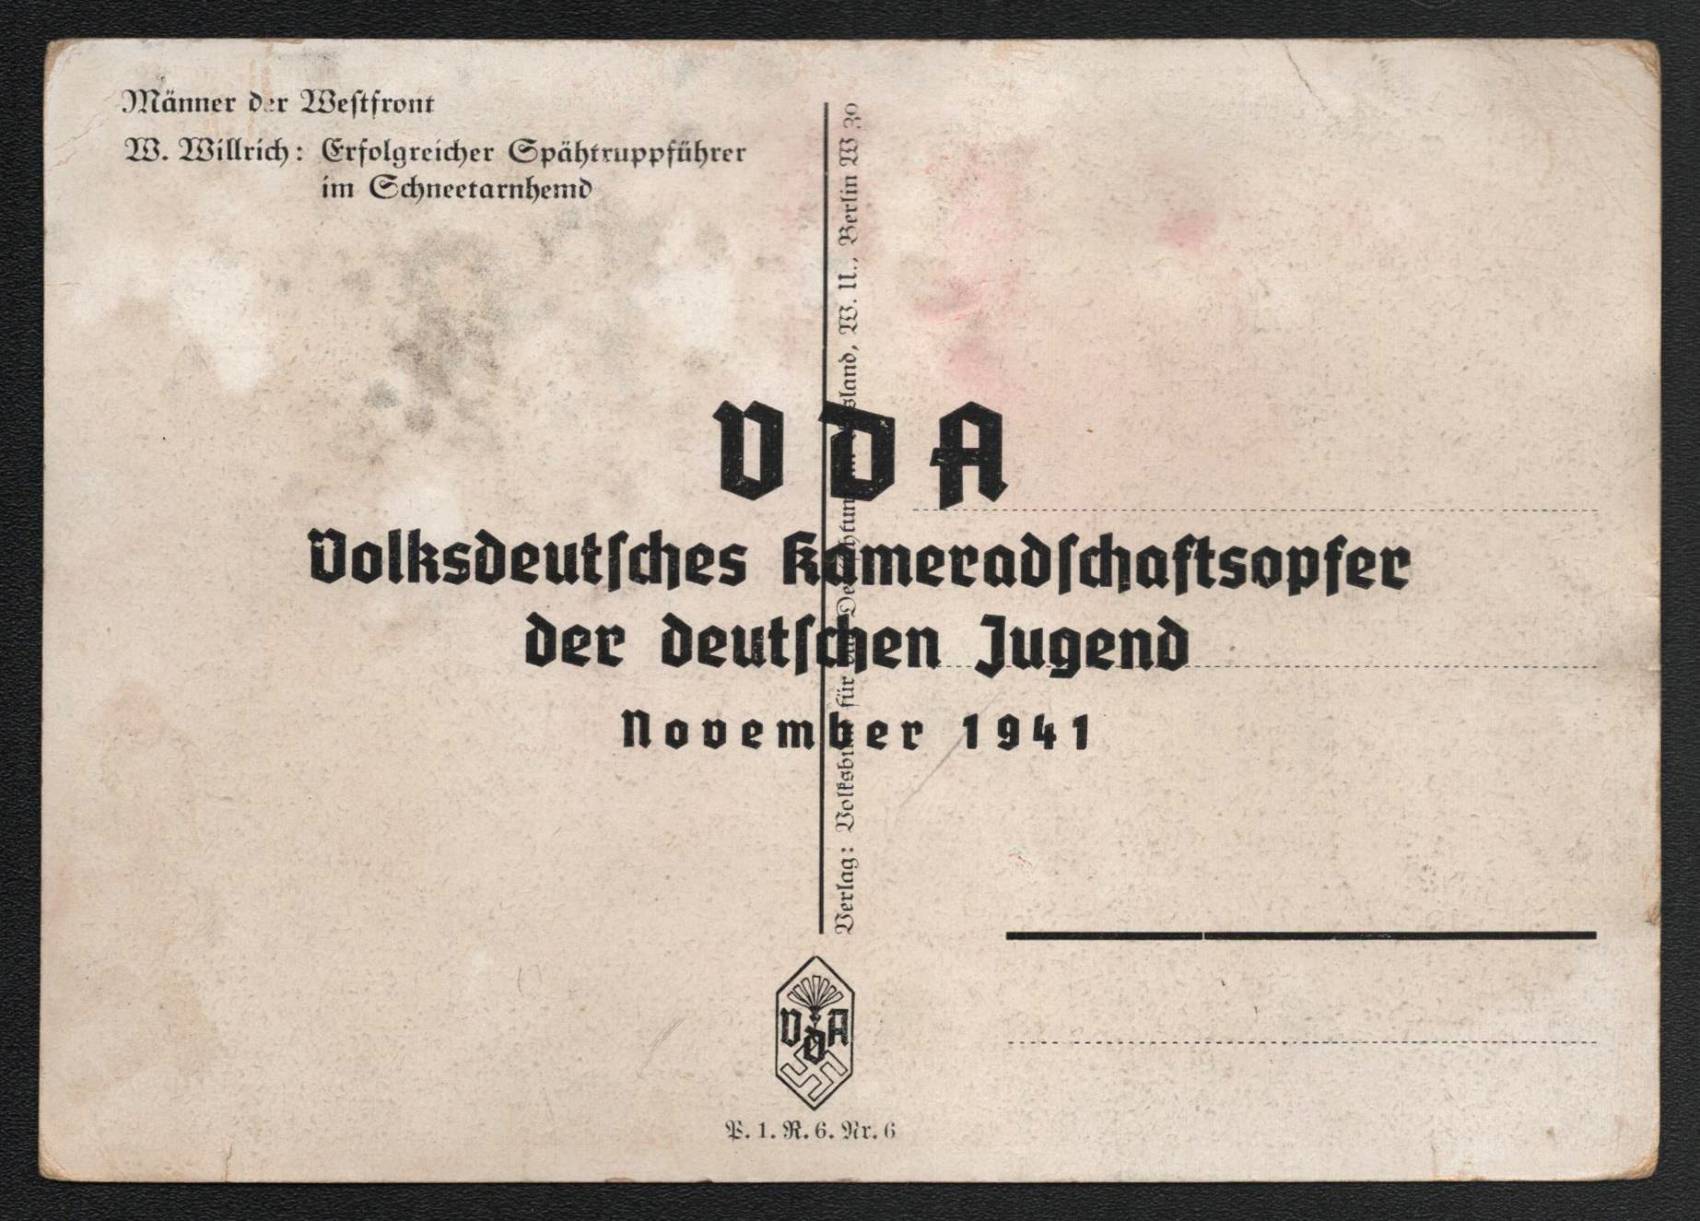 Männer der Westfront
W. Willrich: Erfolgreicher Spähtruppführer
im Schneetarnhemd
Verlag: Volksbund für das Deutschtum im Ausland, W. U., Berlin W 30
VDA
Volksdeutsches Kameradschaftsopfer
der deutschen Jugend
November 1941
VDA
P. 1. R. 6. Nr. 6